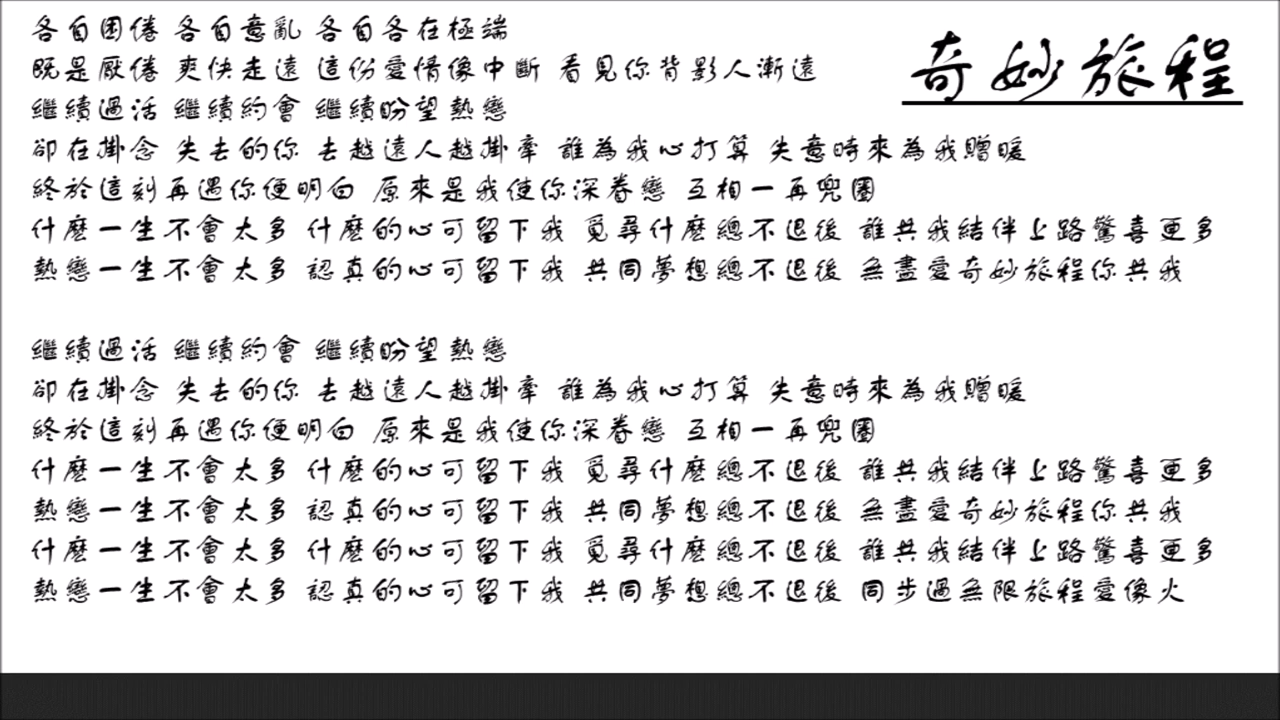 奇妙旅程
各自困倦 各自意亂 各自各在極端
既是厭倦 爽快走遠 這份愛情像中斷 看見你背影人漸遠
繼續過活 繼續約會 繼續盼望熱戀
卻在掛念 失去的你 去越遠人越掛牽 誰為我心打算 失意時來為我贈暖
終於這刻再遇你便明白 原來是我使你深眷戀 互相一再兜圈
什麼一生不會太多 什麼的心可留下我 覓尋什麼總不退後 誰共我結伴上路驚喜更多
熱戀一生不會太多 認真的心可留下我 共同夢想總不退後 無盡愛奇妙旅程你共我
繼續過活 繼續約會 繼續盼望熱戀
卻在掛念 失去的你 去越遠人越掛牽 誰為我心打算 失意時來為我贈暖
終於這刻再遇你便明白 原來是我使你深眷戀 互相一再兜圈
什麼一生不會太多 什麼的心可留下我 覓尋什麼總不退後 誰共我結伴上路驚喜更多
熱戀一生不會太多 認真的心可留下我 共同夢想總不退後 無盡愛奇妙旅程你共我
什麼一生不會太多 什麼的心可留下我 覓尋什麼總不退後 誰共我結伴上路驚喜更多
熱戀一生不會太多 認真的心可留下我 共同夢想總不退後 同步過無限旅程愛像火